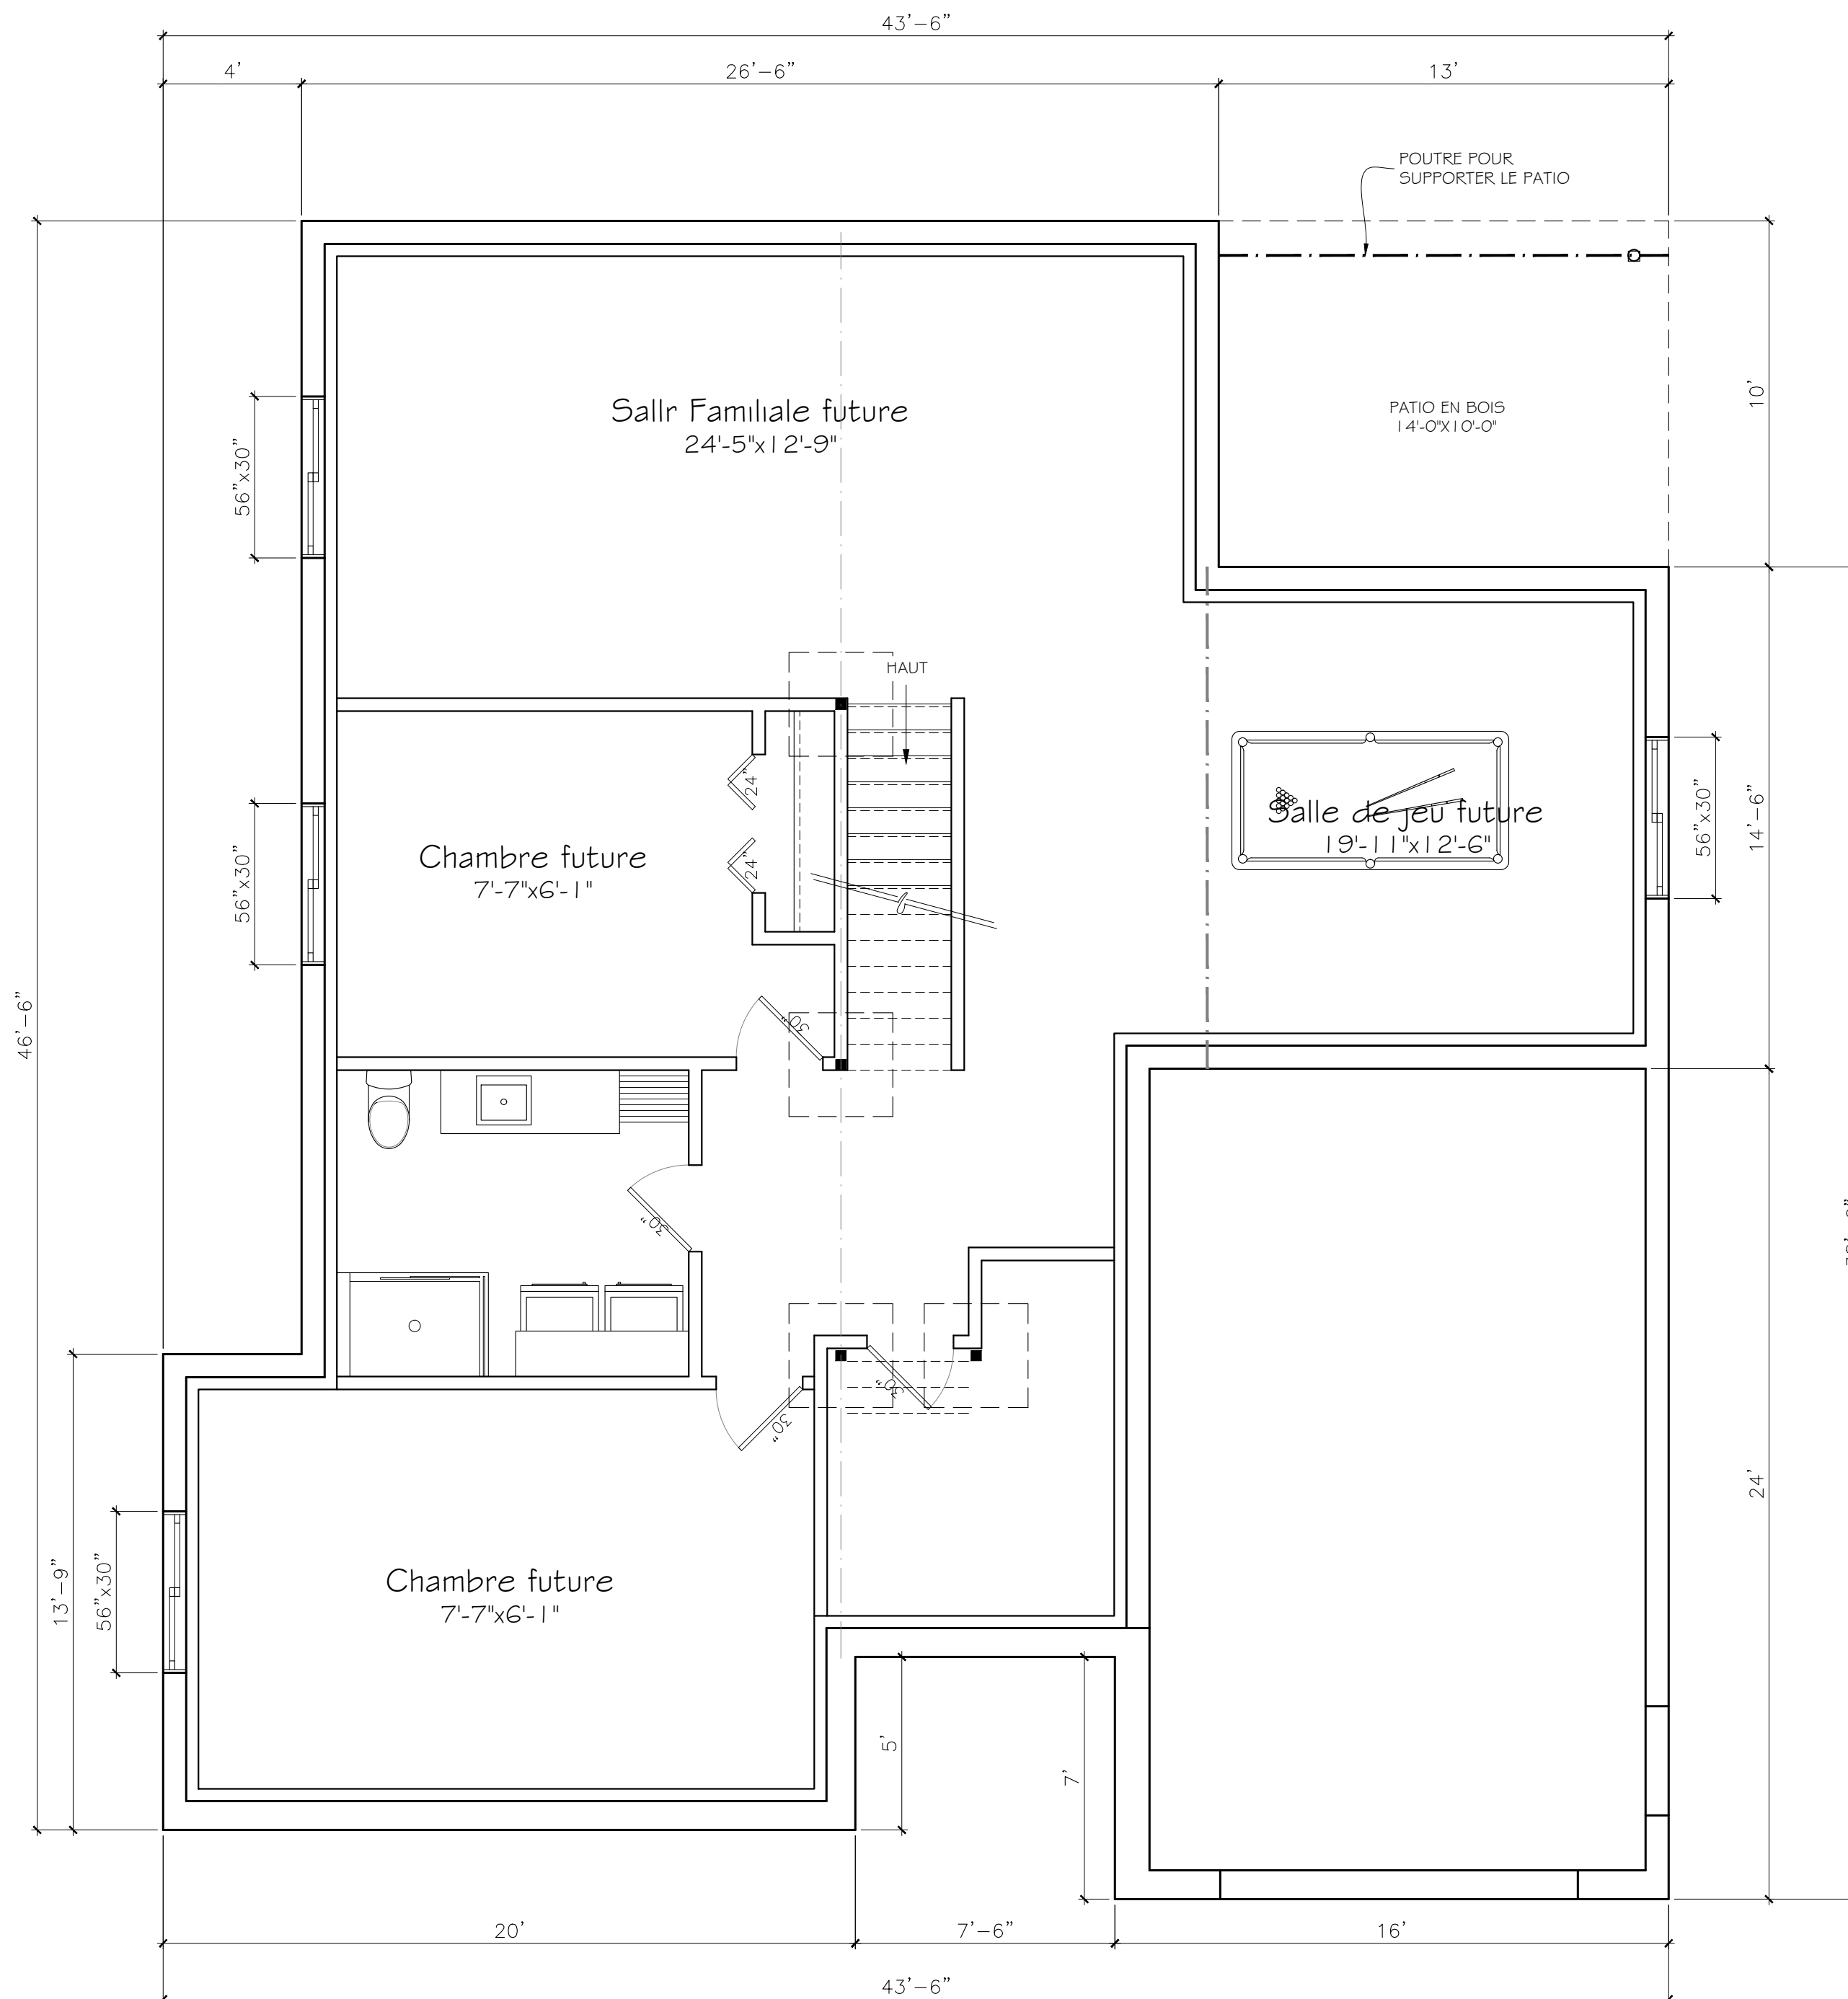 43'-6"
4'
26'-6"
13'
POUTRE POUR
SUPPORTER LE PATIO
10'
PATIO EN BOIS
14'-0"X10'-0"
Sallr Familiale future
24'-5"x12'-9"
56"x30"
HAUT
24"
24"
Salle de jeu future
19'-11"x12'-6"
56"x30"
14'-6"
Chambre future
7'-7"x6'-1"
56"x30"
46'-6"
30"
30"
30"
30"
24'
13'-9"
56"x30"
Chambre future
7'-7"x6'-1"
5'
7'
20'
7'-6"
16'
43'-6"